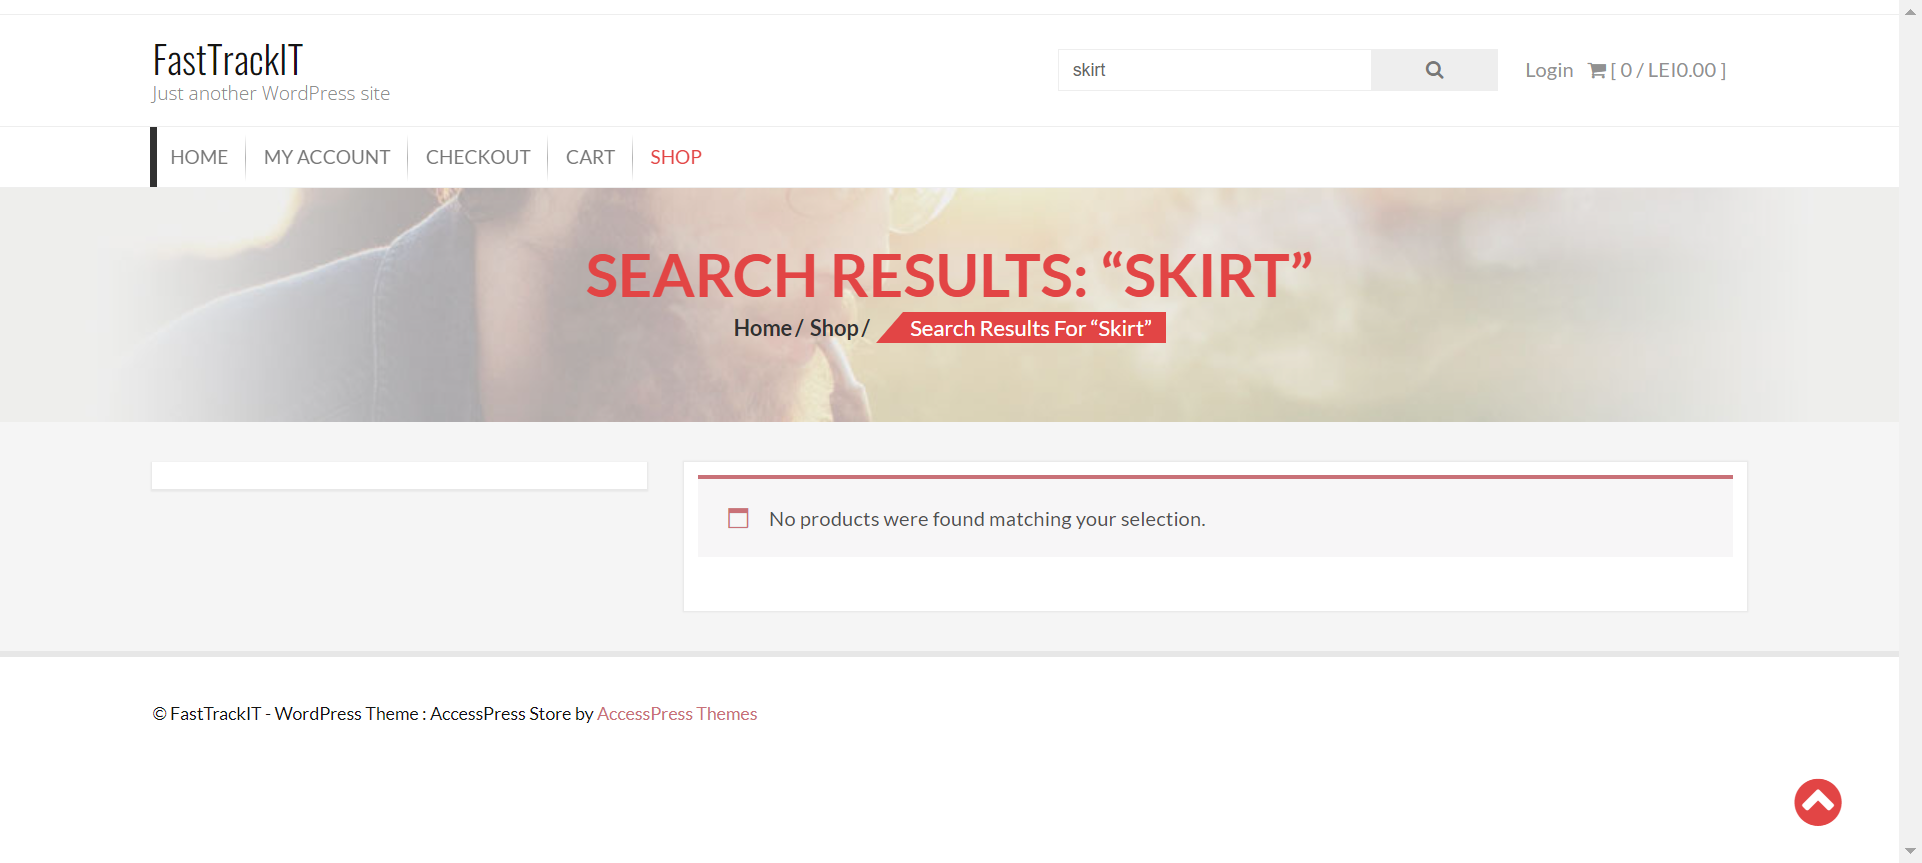 FastTrackIT
Just another WordPress site
skirt
Login [ 0 / LEI0.00 ]
HOME MY ACCOUNT CHECKOUT CART SHOP
SEARCH RESULTS: “SKIRT”
Home / Shop / Search Results For “Skirt”
No products were found matching your selection.
© FastTrackIT - WordPress Theme : AccessPress Store by AccessPress Themes